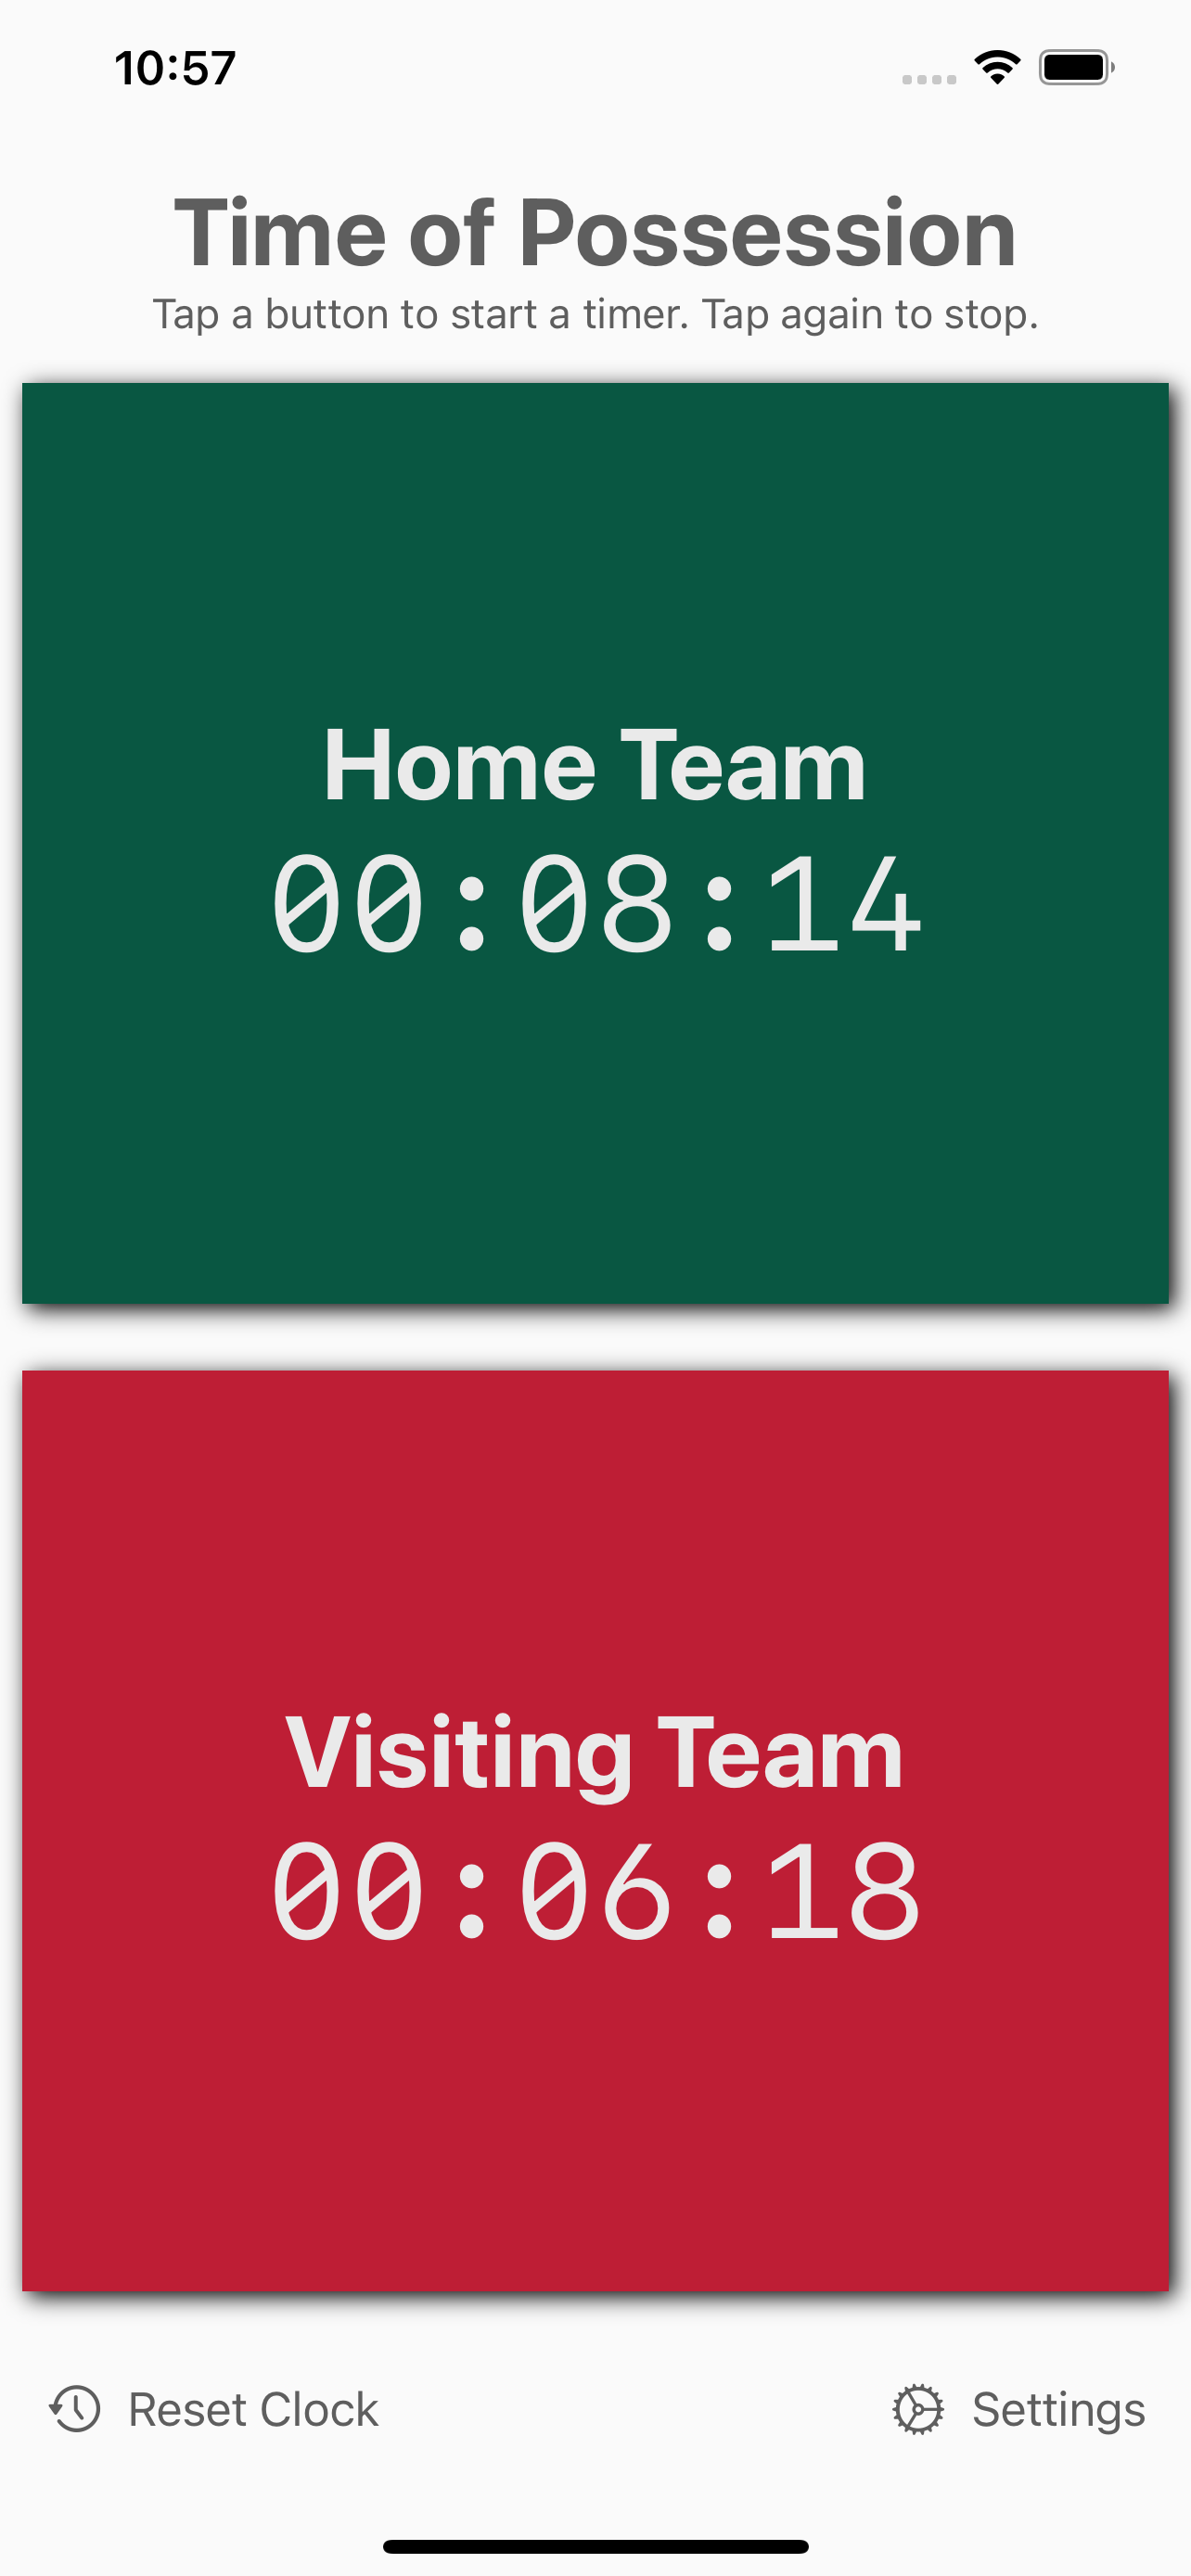 10:57
Time of Possession
Tap a button to start a timer. Tap again to stop.
Home Team
00:08:14
Visiting Team
00:06:18
Reset Clock
Settings